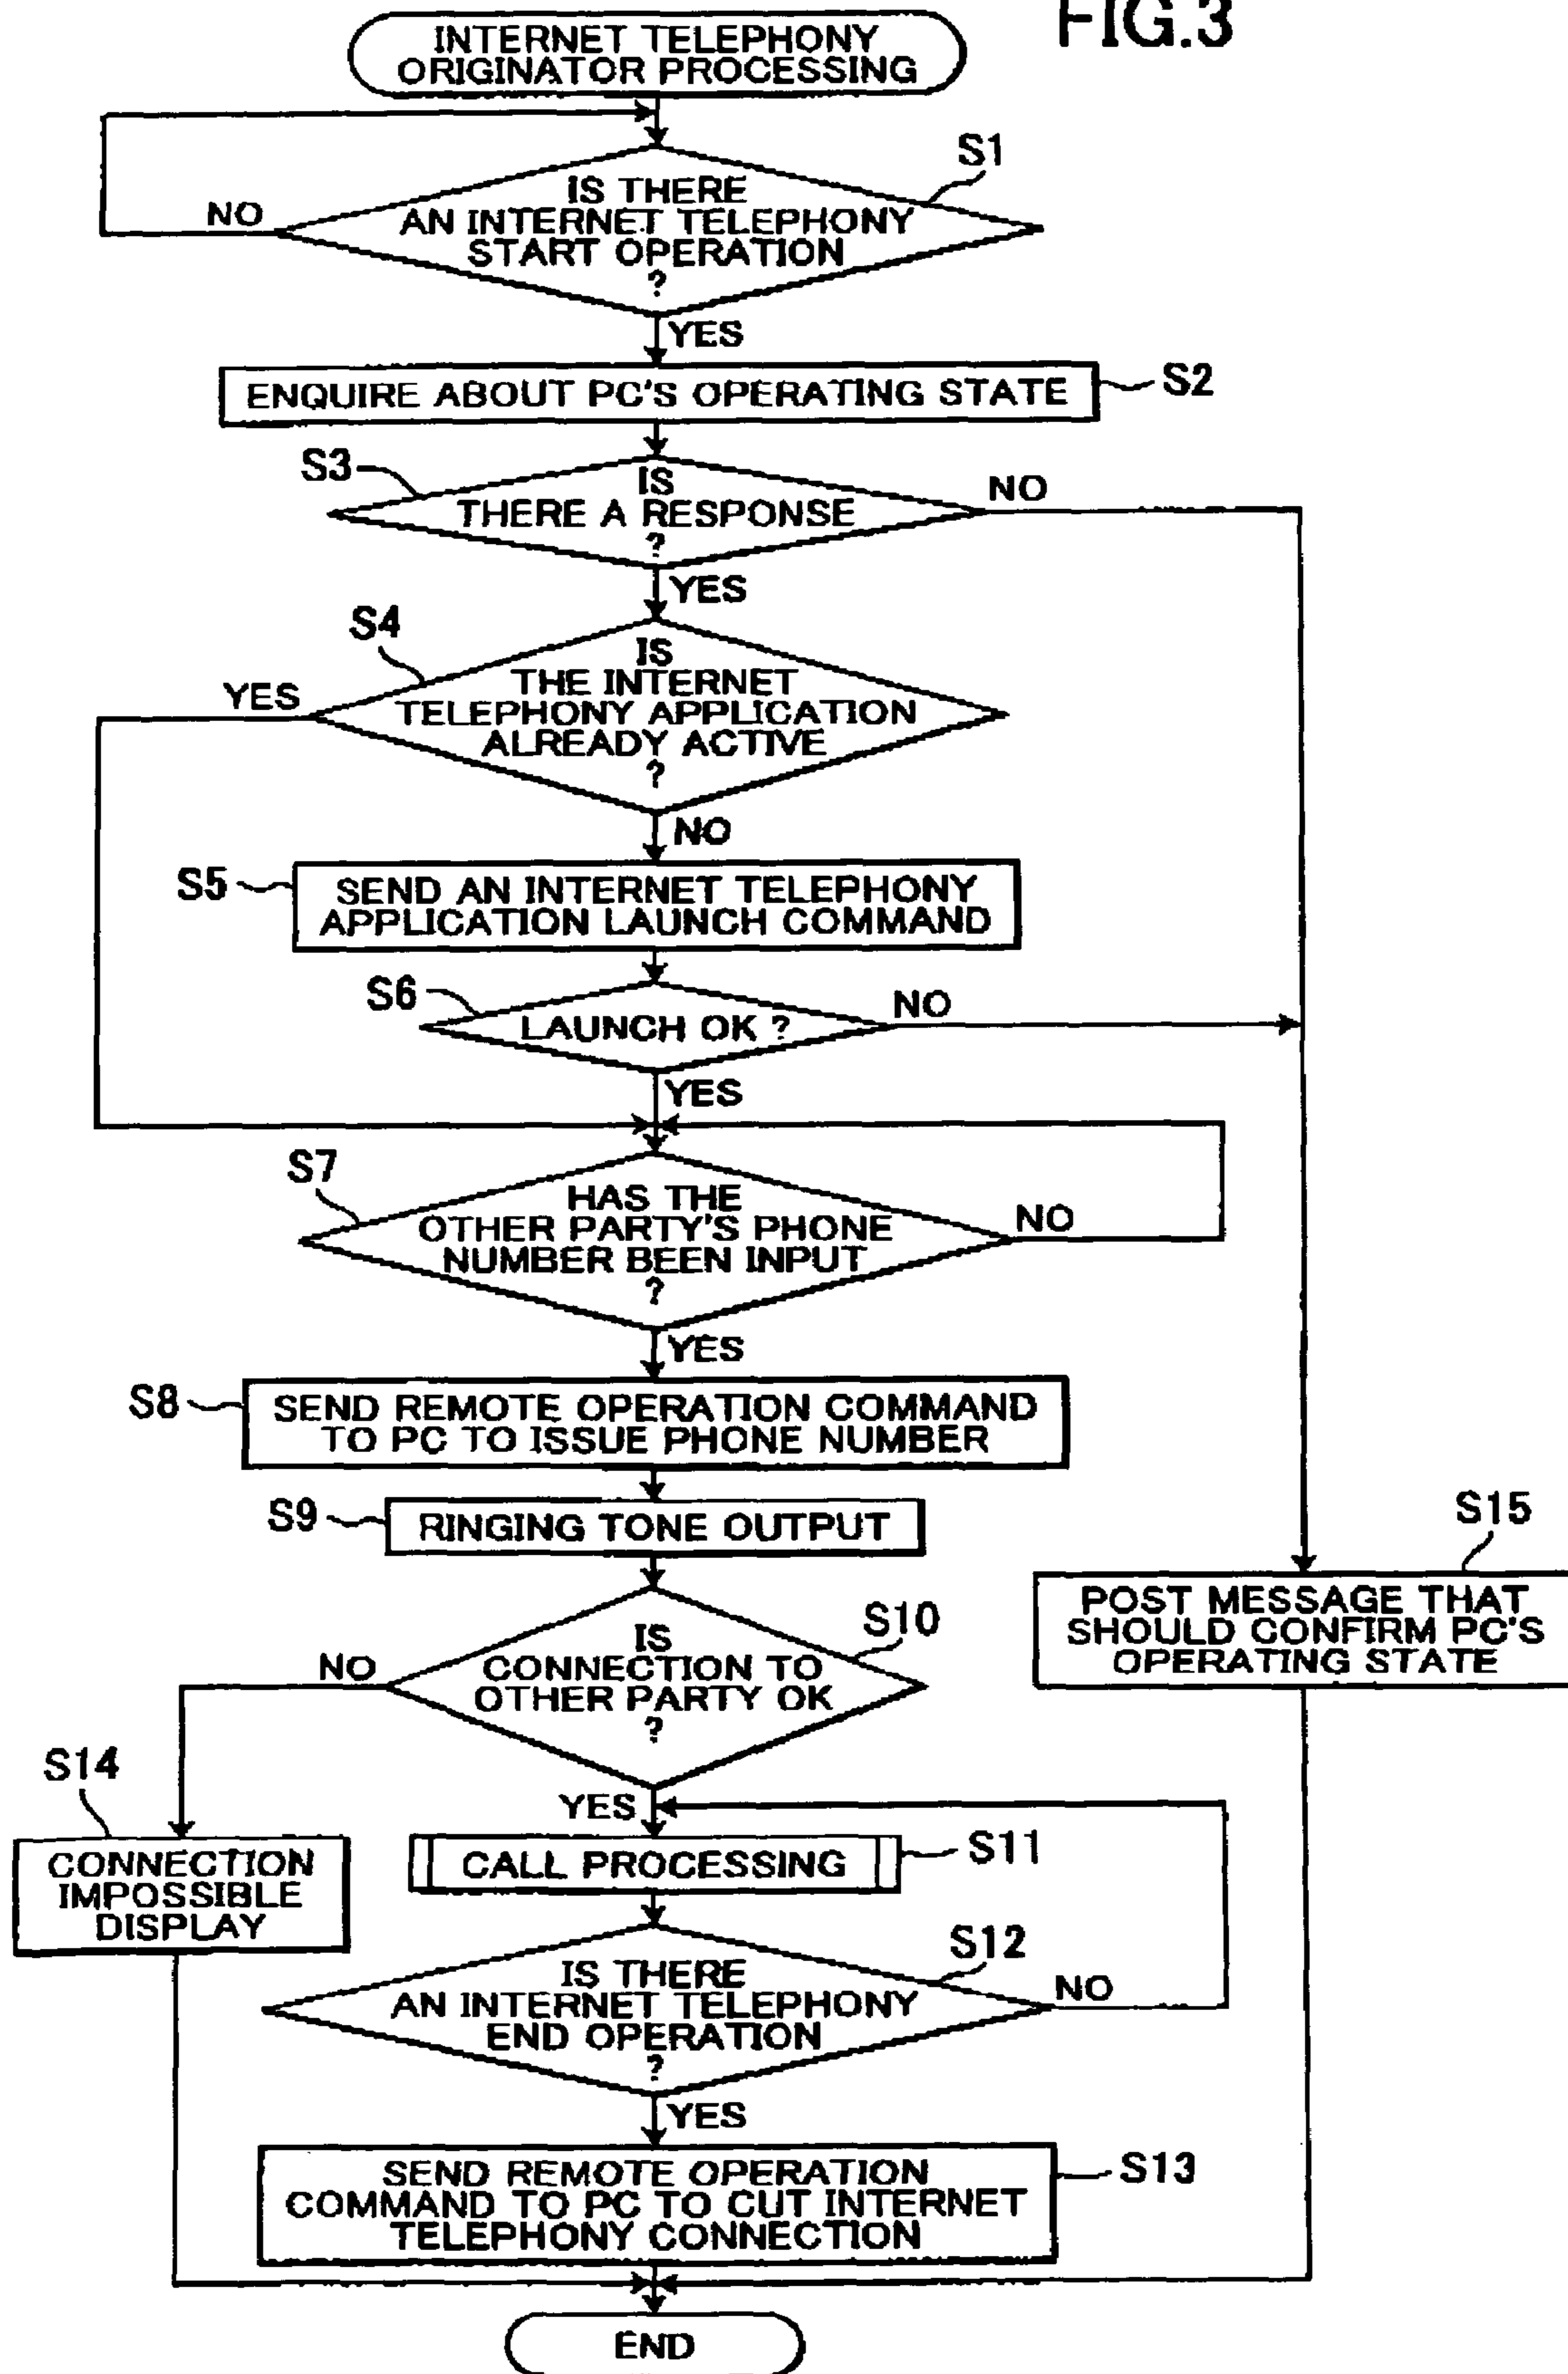 FIG.3
INTERNET TELEPHONY
ORIGINATOR PROCESSING
S1
IS THERE
AN INTERNET TELEPHONY
START OPERATION
?
NO
YES
ENQUIRE ABOUT PC'S OPERATING STATE
S2
S3
IS
THERE A RESPONSE
?
NO
YES
S4
IS
THE INTERNET
TELEPHONY APPLICATION
ALREADY ACTIVE
?
YES
NO
S5
SEND AN INTERNET TELEPHONY
APPLICATION LAUNCH COMMAND
S6
LAUNCH OK ?
NO
YES
S7
HAS THE
OTHER PARTY'S PHONE
NUMBER BEEN INPUT
?
NO
YES
S8
SEND REMOTE OPERATION COMMAND
TO PC TO ISSUE PHONE NUMBER
S9
RINGING TONE OUTPUT
S15
POST MESSAGE THAT
SHOULD CONFIRM PC'S
OPERATING STATE
S10
IS
CONNECTION TO
OTHER PARTY OK
?
NO
YES
S14
CONNECTION
IMPOSSIBLE
DISPLAY
CALL PROCESSING
S11
S12
IS THERE
AN INTERNET TELEPHONY
END OPERATION
?
NO
YES
SEND REMOTE OPERATION
COMMAND TO PC TO CUT INTERNET
TELEPHONY CONNECTION
S13
END